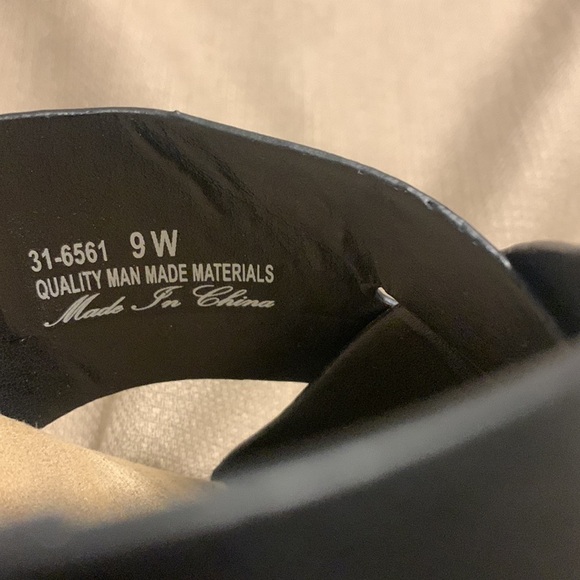 31-6561 9 W
QUALITY MAN MADE MATERIALS
Made In China